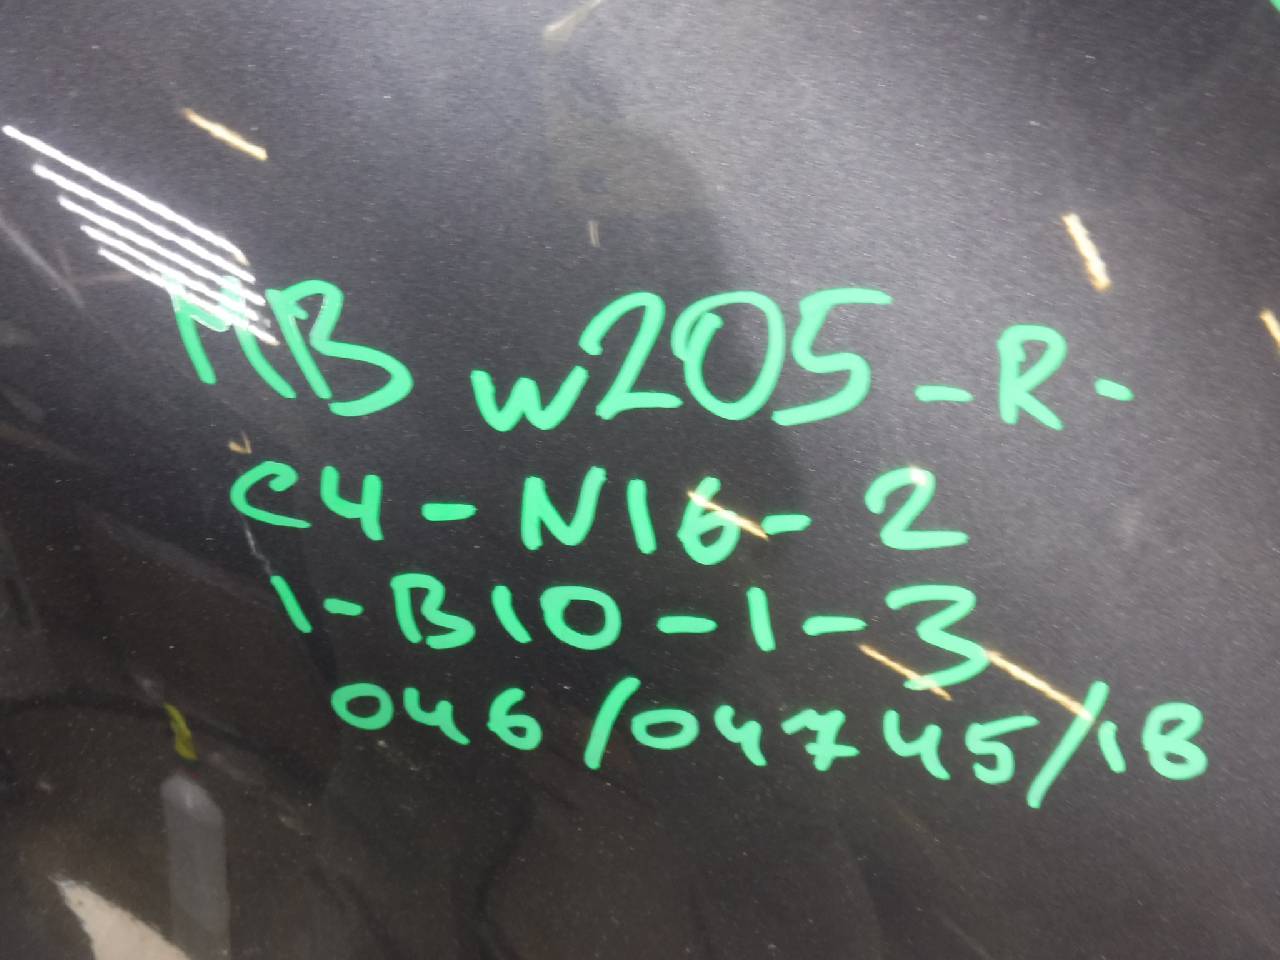 MB W205-R-
C4-N16-2
1-B10-1-3
046/04745/18